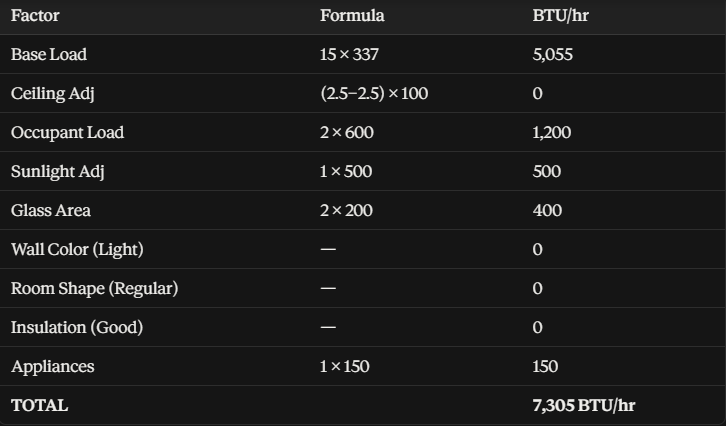 Factor Formula BTU/hr
Base Load 15 × 337 5,055
Ceiling Adj (2.5−2.5) × 100 0
Occupant Load 2 × 600 1,200
Sunlight Adj 1 × 500 500
Glass Area 2 × 200 400
Wall Color (Light) — 0
Room Shape (Regular) — 0
Insulation (Good) — 0
Appliances 1 × 150 150
TOTAL 7,305 BTU/hr